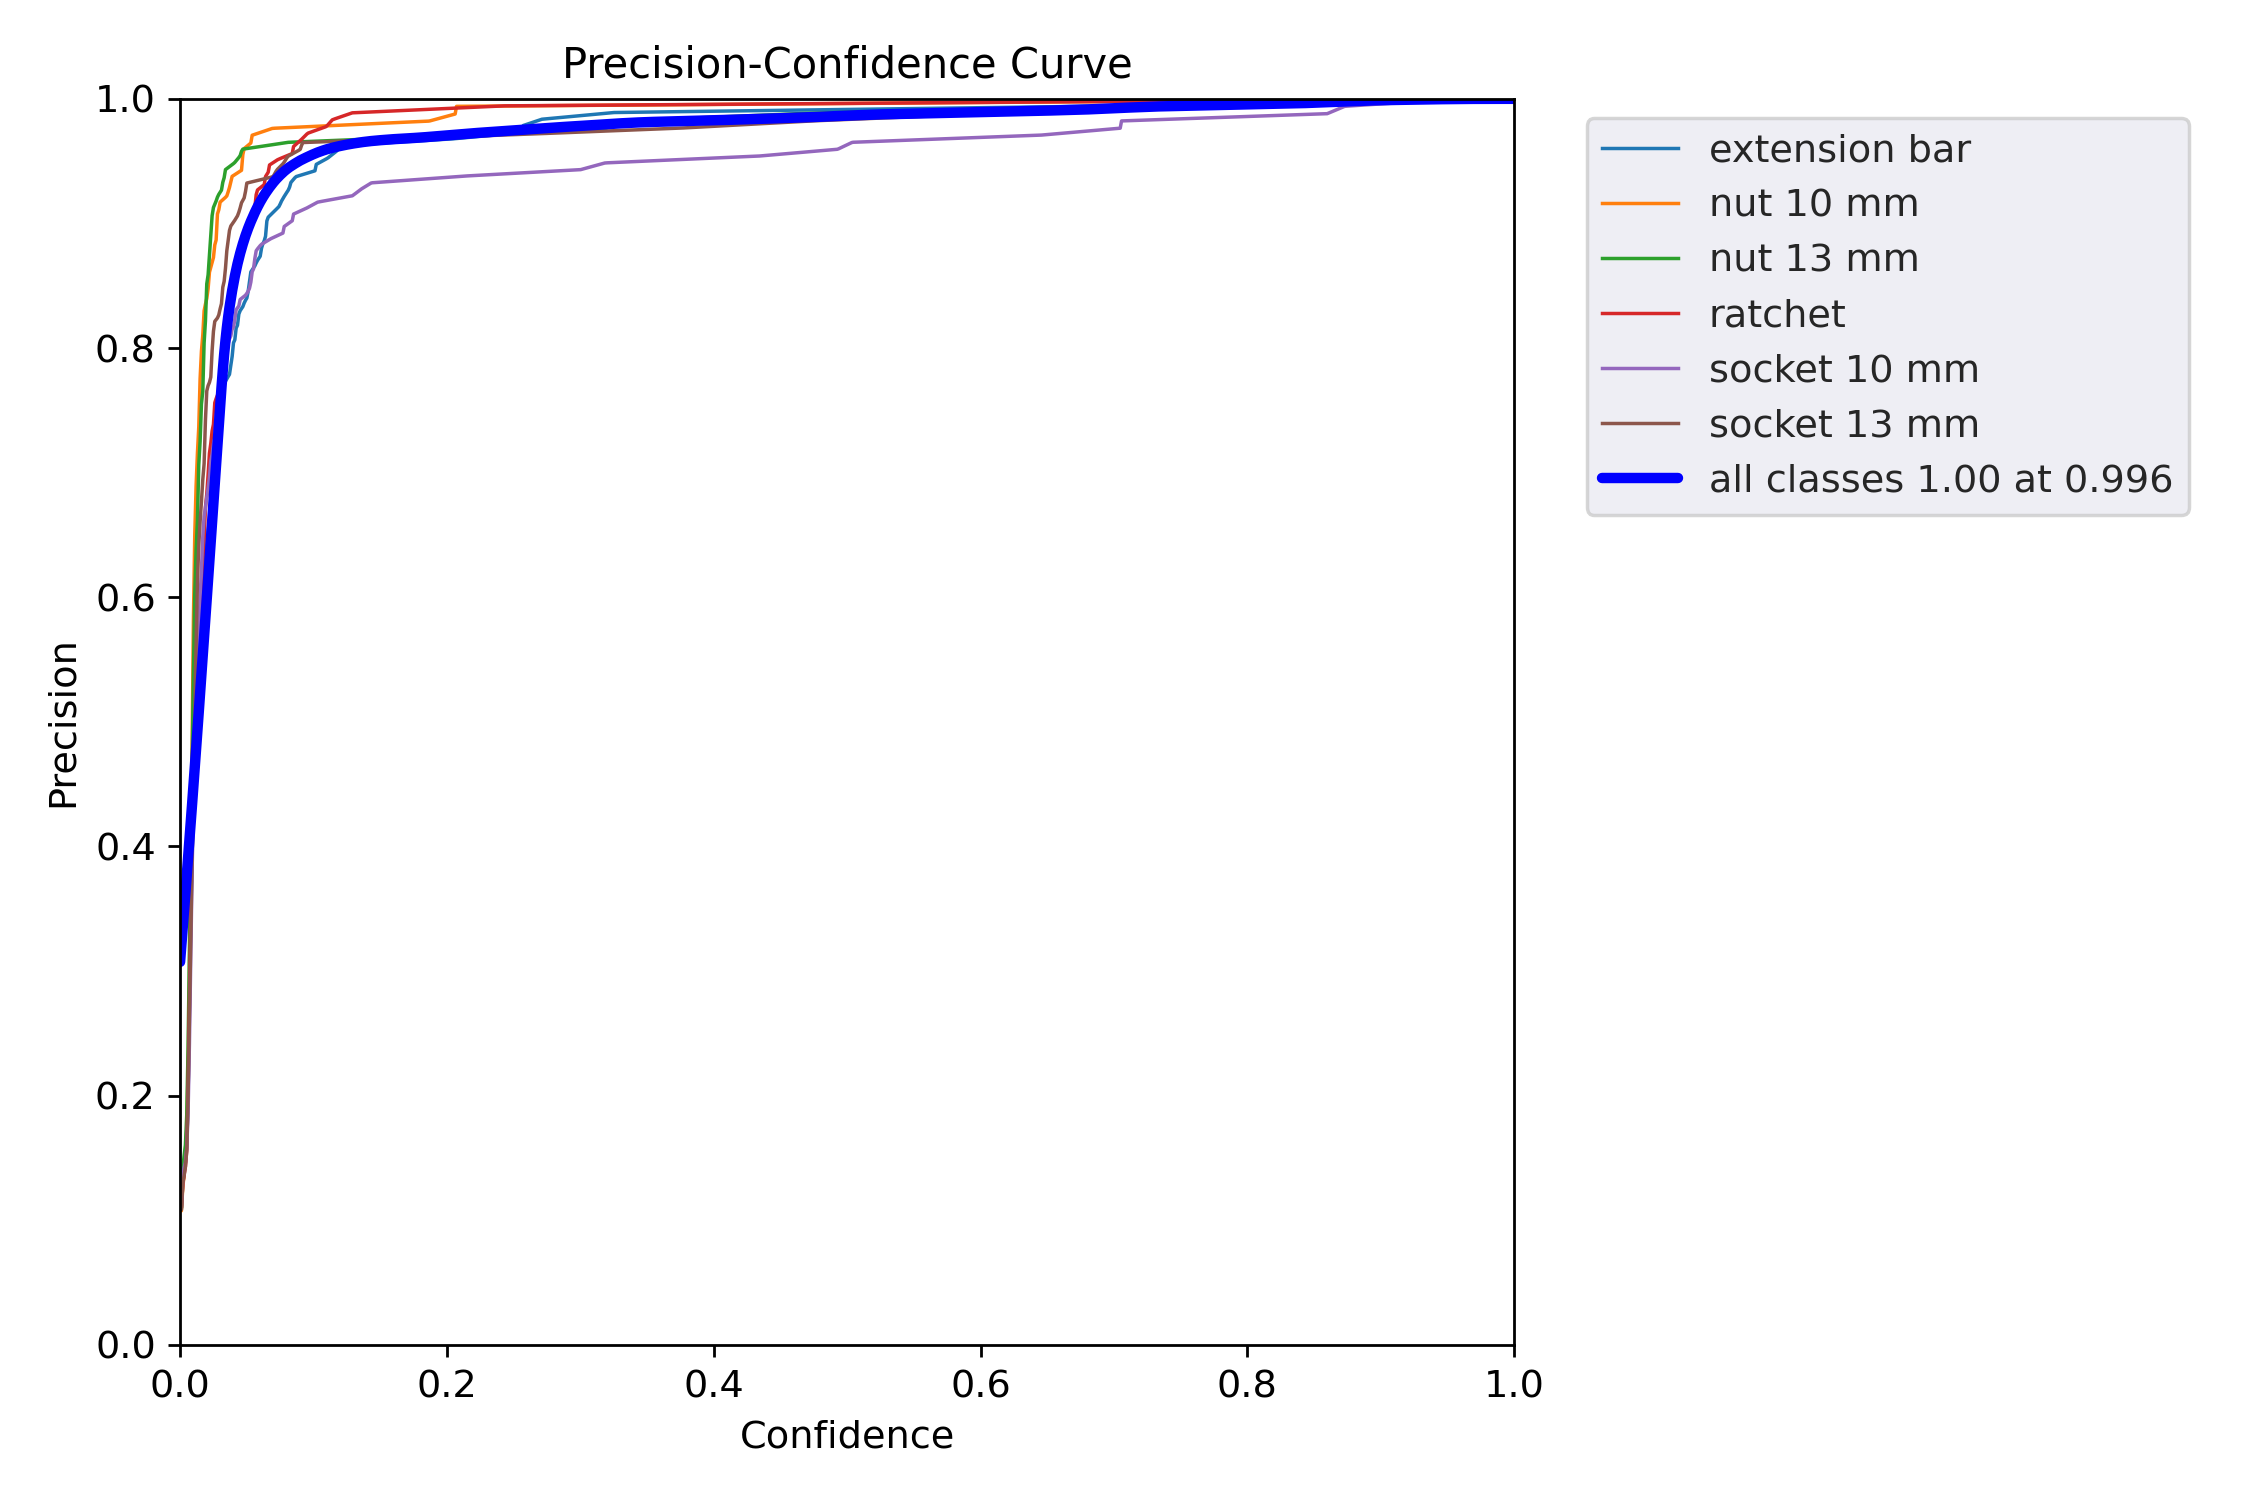 Precision-Confidence Curve
1.0
0.8
0.6
0.4
0.2
0.0
Precision
0.0 0.2 0.4 0.6 0.8 1.0
Confidence
extension bar
nut 10 mm
nut 13 mm
ratchet
socket 10 mm
socket 13 mm
all classes 1.00 at 0.996